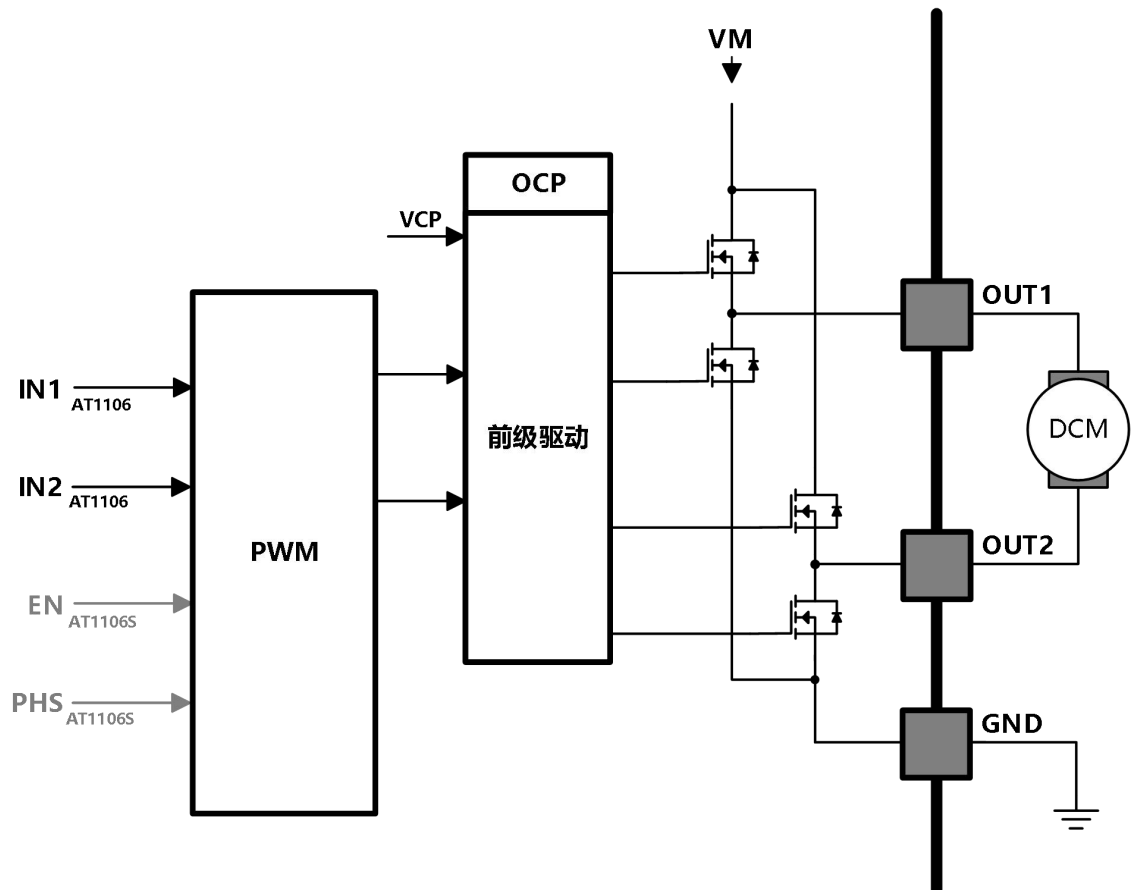 VM
OCP
VCP
OUT1
IN1
AT1106
DCM
前级驱动
IN2
AT1106
PWM
OUT2
EN
AT1106S
PHS
AT1106S
GND